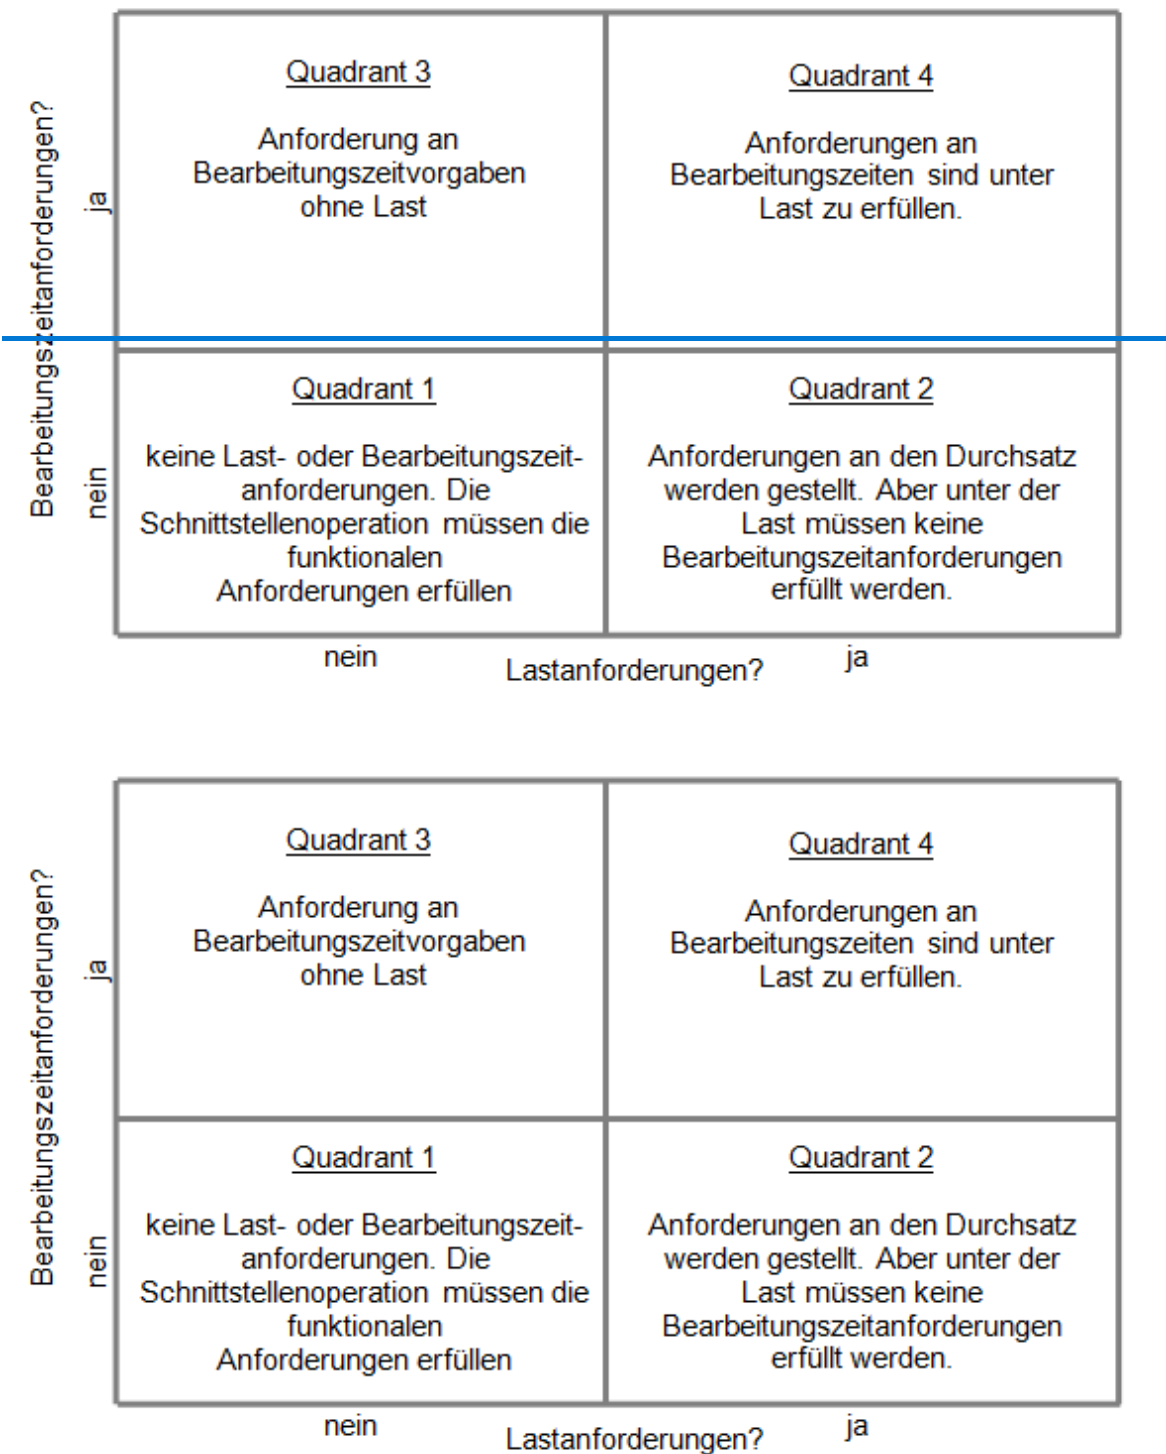 Bearbeitungszeitanforderungen?
ja
nein
Quadrant 3
Anforderung an
Bearbeitungszeitvorgaben
ohne Last
Quadrant 4
Anforderungen an
Bearbeitungszeiten sind unter
Last zu erfüllen.
Quadrant 1
keine Last- oder Bearbeitungszeit-
anforderungen. Die
Schnittstellenoperation müssen die
funktionalen
Anforderungen erfüllen
Quadrant 2
Anforderungen an den Durchsatz
werden gestellt. Aber unter der
Last müssen keine
Bearbeitungszeitanforderungen
erfüllt werden.
nein
Lastanforderungen?
ja
Bearbeitungszeitanforderungen?
ja
nein
Quadrant 3
Anforderung an
Bearbeitungszeitvorgaben
ohne Last
Quadrant 4
Anforderungen an
Bearbeitungszeiten sind unter
Last zu erfüllen.
Quadrant 1
keine Last- oder Bearbeitungszeit-
anforderungen. Die
Schnittstellenoperation müssen die
funktionalen
Anforderungen erfüllen
Quadrant 2
Anforderungen an den Durchsatz
werden gestellt. Aber unter der
Last müssen keine
Bearbeitungszeitanforderungen
erfüllt werden.
nein
Lastanforderungen?
ja